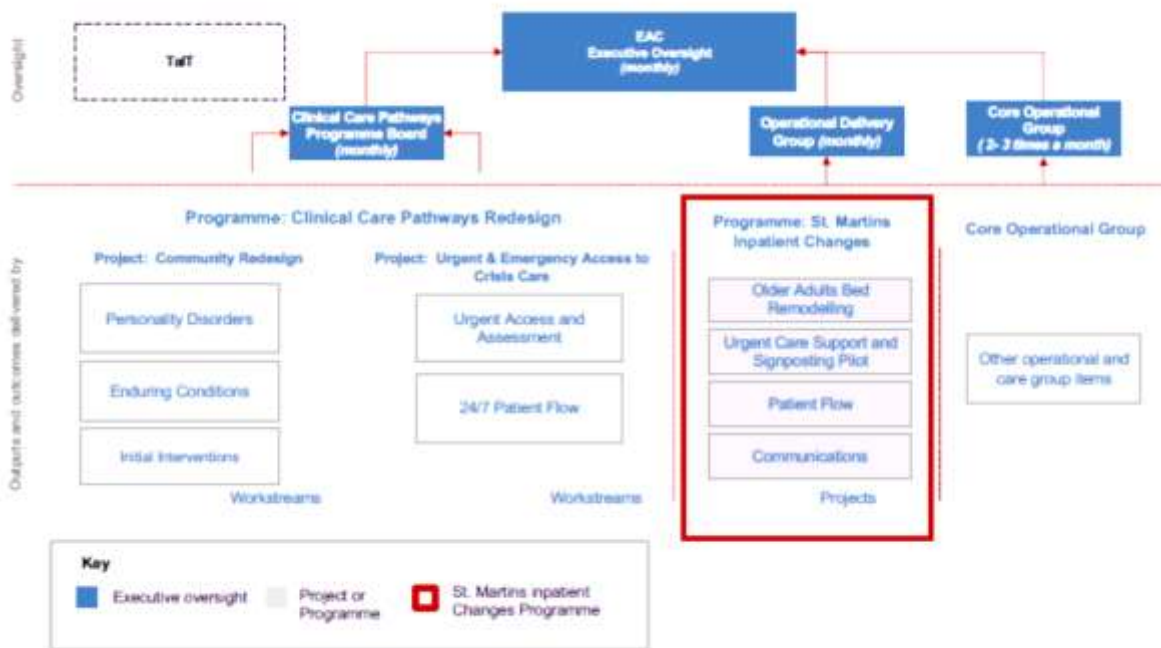 Oversight
TaIT
EAC
Executive Oversight
(monthly)
Clinical Care Pathways
Programme Board
(monthly)
Operational Delivery
Group (monthly)
Core Operational
Group
( 2- 3 times a month)
Outputs and outcomes delivered by
Programme: Clinical Care Pathways Redesign
Project: Community Redesign
Personality Disorders
Enduring Conditions
Initial Interventions
Workstreams
Project: Urgent & Emergency Access to
Crisis Care
Urgent Access and
Assessment
24/7 Patient Flow
Workstreams
Programme: St. Martins
Inpatient Changes
Older Adults Bed
Remodelling
Urgent Care Support and
Signposting Pilot
Patient Flow
Communications
Projects
Core Operational Group
Other operational and
care group items
Key
Executive oversight
Project or
Programme
St. Martins inpatient
Changes Programme